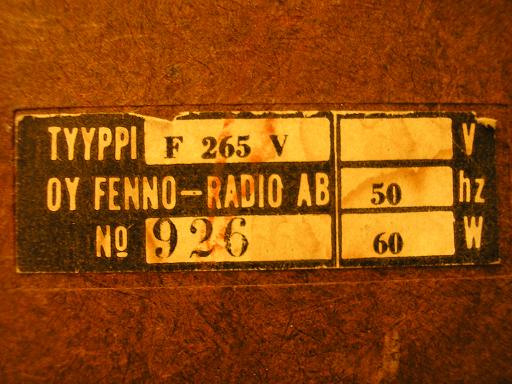 TYYPPI F 265 V V
OY FENNO-RADIO AB 50 hz
No 926 60 W